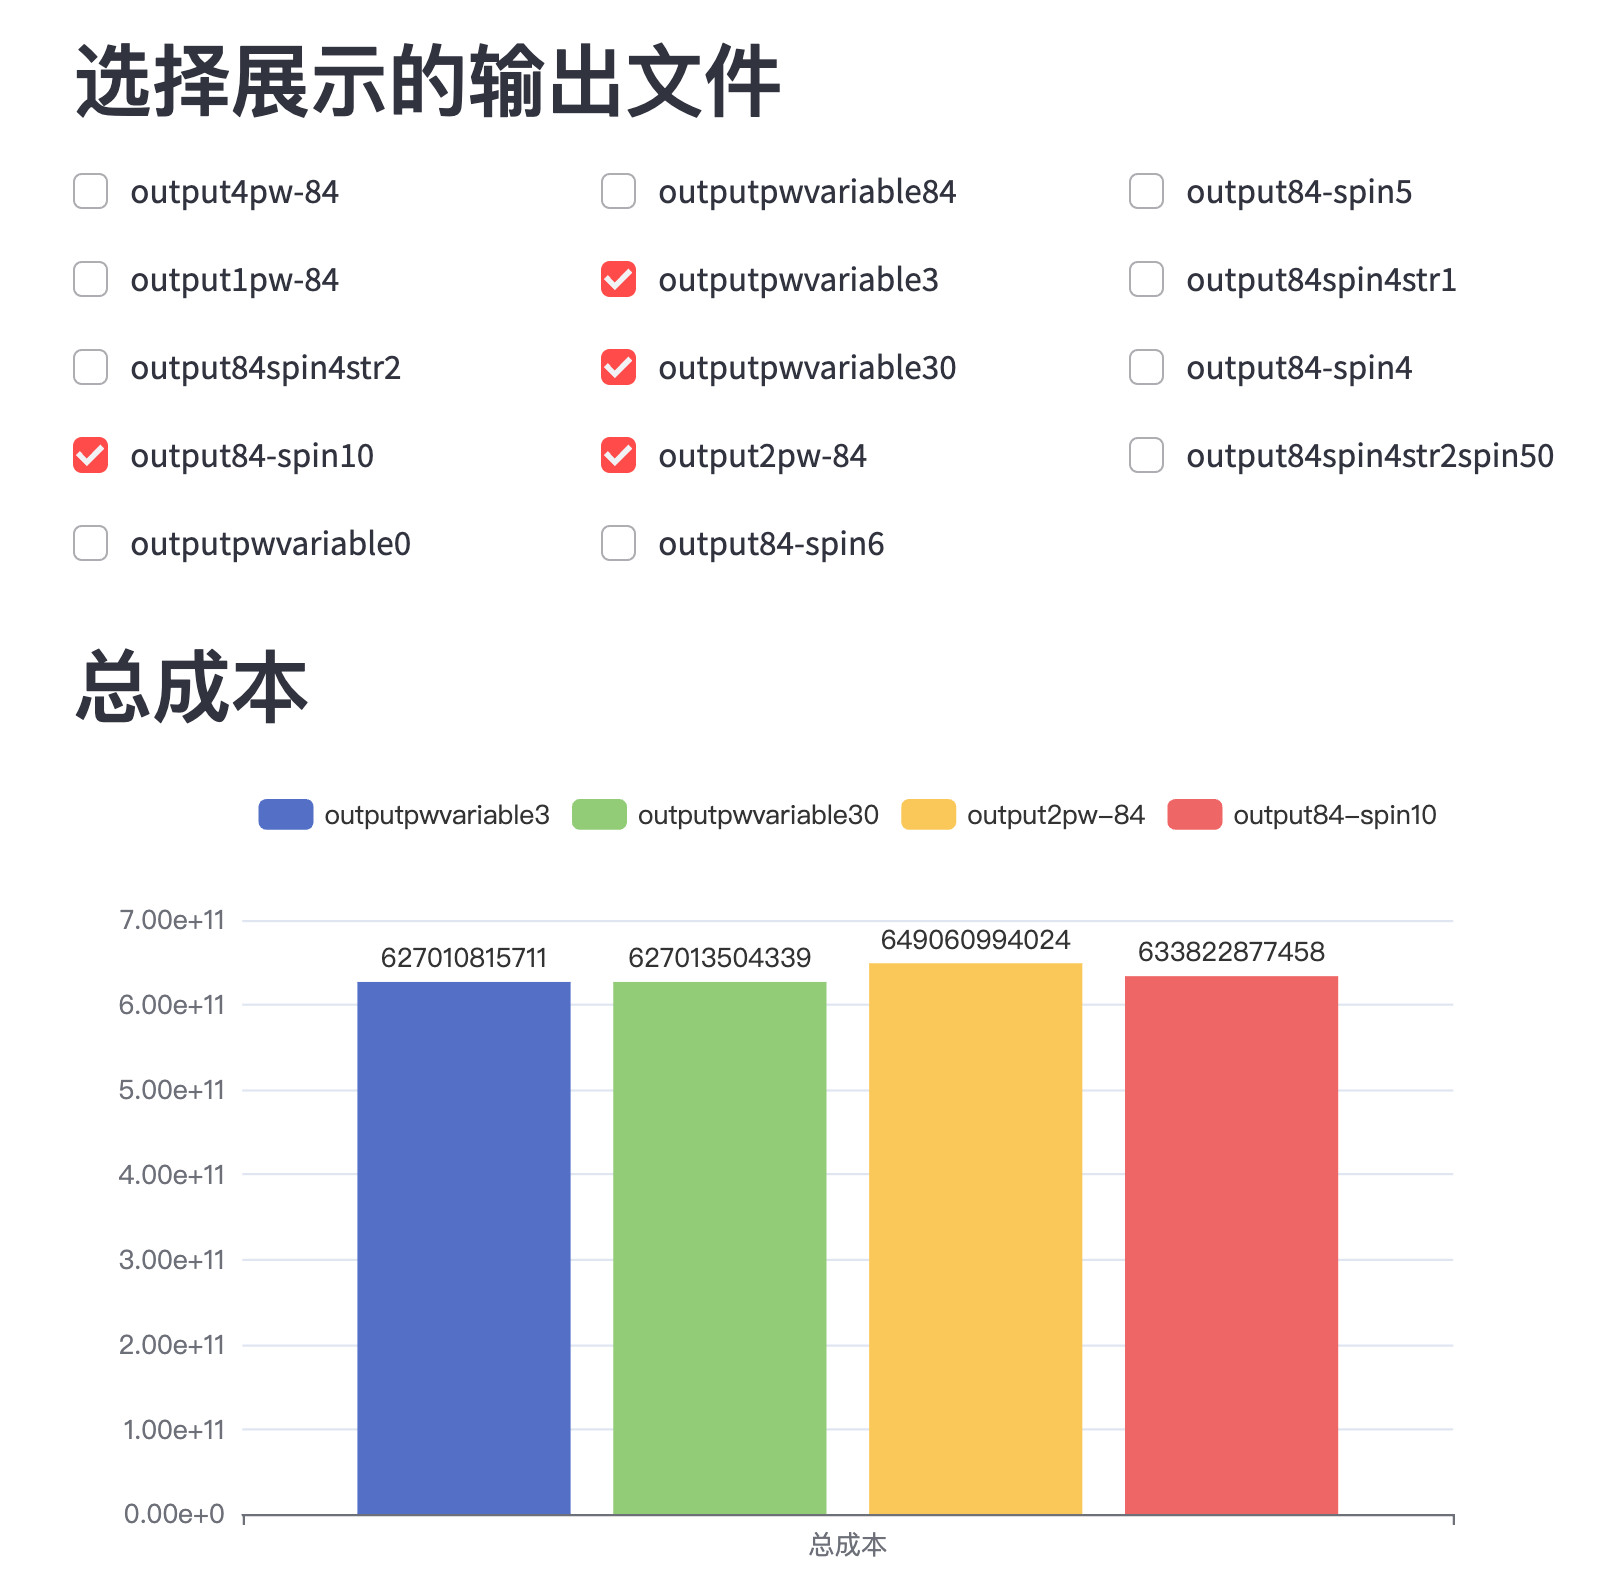 选择展示的输出文件
output4pw-84
outputpwvariable84
output84-spin5
output1pw-84
outputpwvariable3
output84spin4str1
output84spin4str2
outputpwvariable30
output84-spin4
output84-spin10
output2pw-84
output84spin4str2spin50
outputpwvariable0
output84-spin6
总成本
outputpwvariable3
outputpwvariable30
output2pw-84
output84-spin10
7.00e+11
6.00e+11
5.00e+11
4.00e+11
3.00e+11
2.00e+11
1.00e+11
0.00e+0
627010815711
627013504339
649060994024
633822877458
总成本